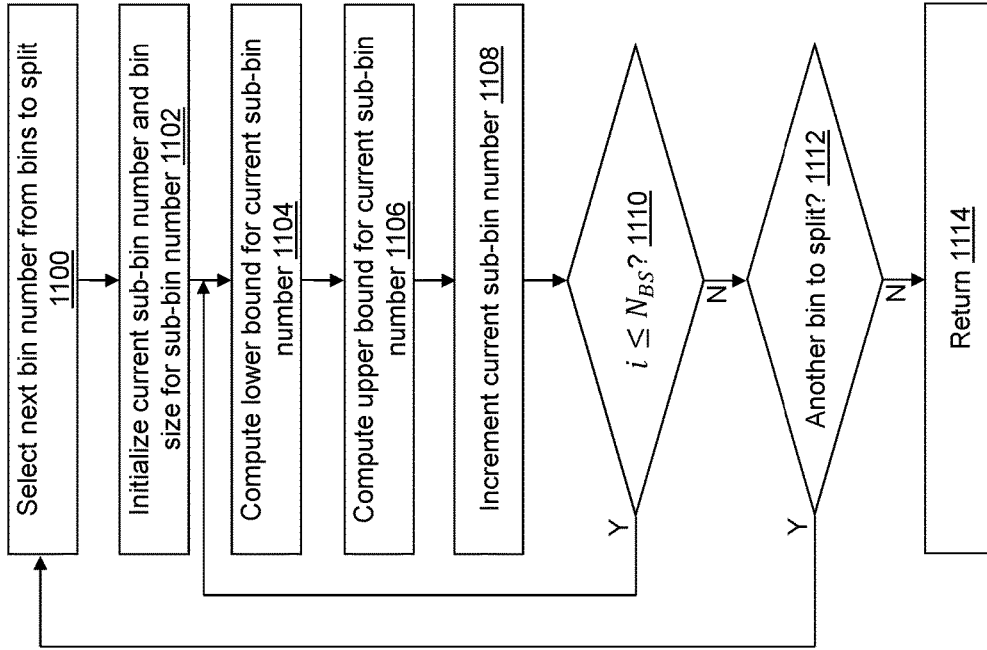 Select next bin number from bins to split
1100
Initialize current sub-bin number and bin
size for sub-bin number 1102
Compute lower bound for current sub-bin
number 1104
Compute upper bound for current sub-bin
number 1106
Increment current sub-bin number 1108
i ≤ N_BS? 1110
Y
N
Another bin to split? 1112
Y
N
Return 1114